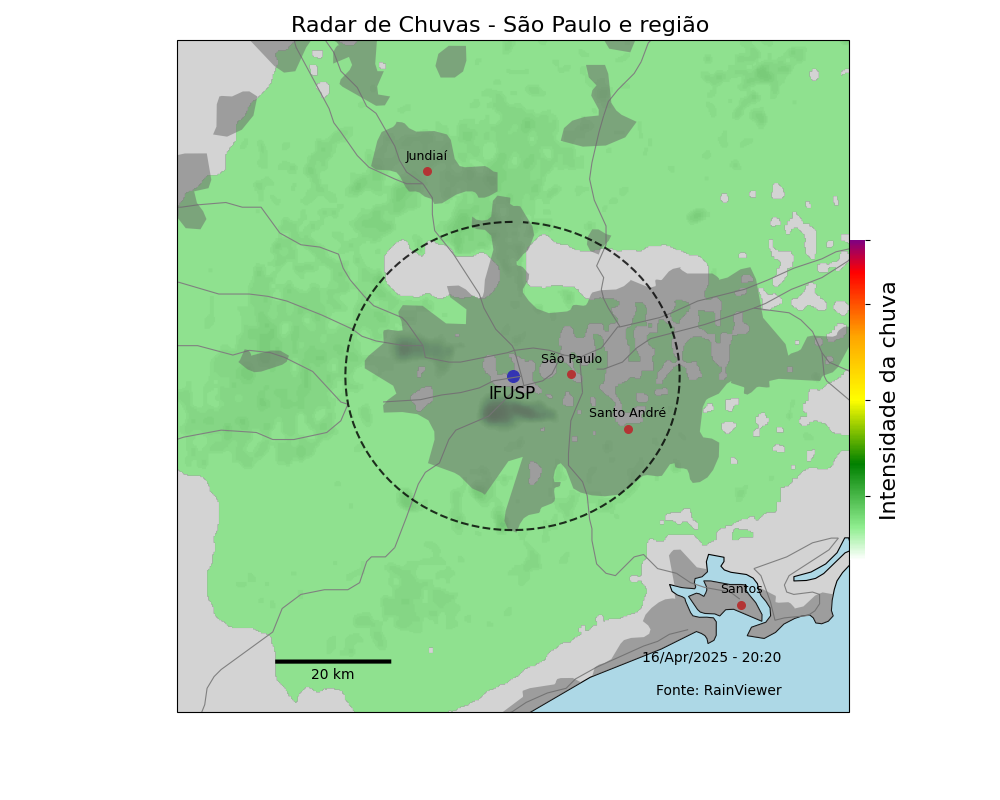 Radar de Chuvas - São Paulo e região
Jundiaí
São Paulo
IFUSP
Santo André
Intensidade da chuva
Santos
16/Apr/2025 - 20:20
20 km
Fonte: RainViewer